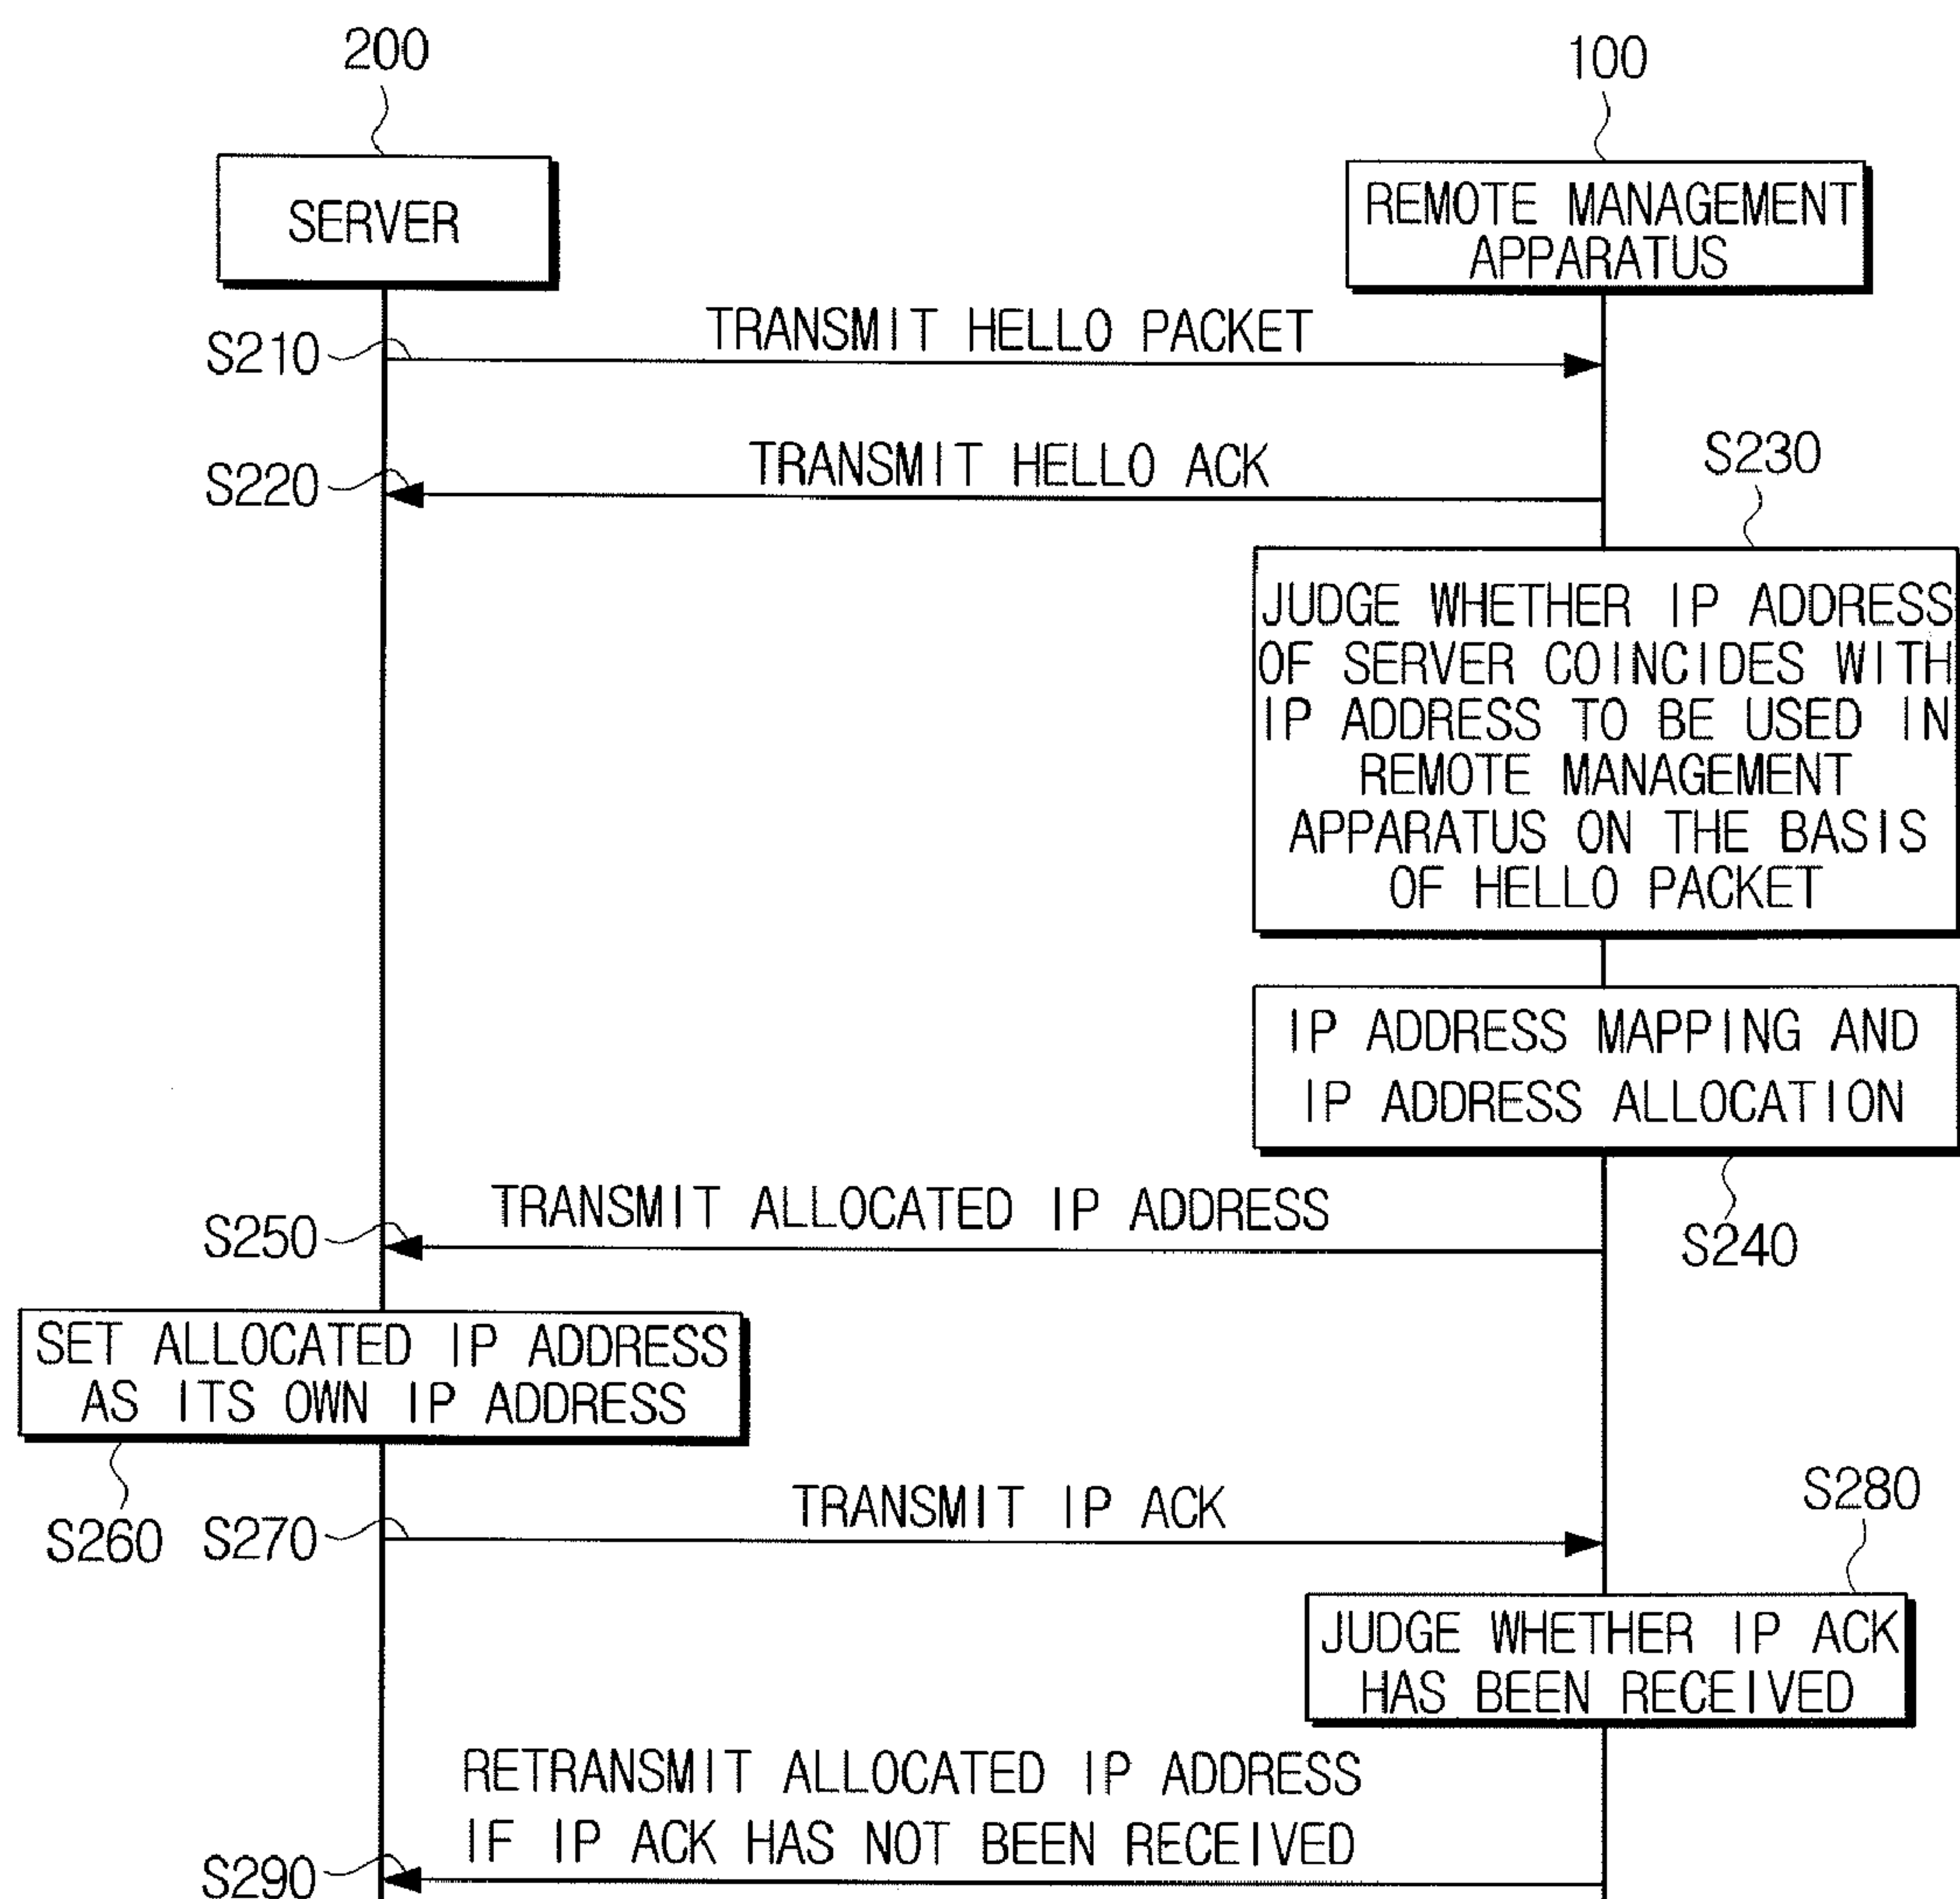 200
100
SERVER
REMOTE MANAGEMENT
APPARATUS
TRANSMIT HELLO PACKET
S210
TRANSMIT HELLO ACK
S220
S230
JUDGE WHETHER IP ADDRESS
OF SERVER COINCIDES WITH
IP ADDRESS TO BE USED IN
REMOTE MANAGEMENT
APPARATUS ON THE BASIS
OF HELLO PACKET
IP ADDRESS MAPPING AND
IP ADDRESS ALLOCATION
S240
TRANSMIT ALLOCATED IP ADDRESS
S250
SET ALLOCATED IP ADDRESS
AS ITS OWN IP ADDRESS
S260
TRANSMIT IP ACK
S270
S280
JUDGE WHETHER IP ACK
HAS BEEN RECEIVED
RETRANSMIT ALLOCATED IP ADDRESS
IF IP ACK HAS NOT BEEN RECEIVED
S290